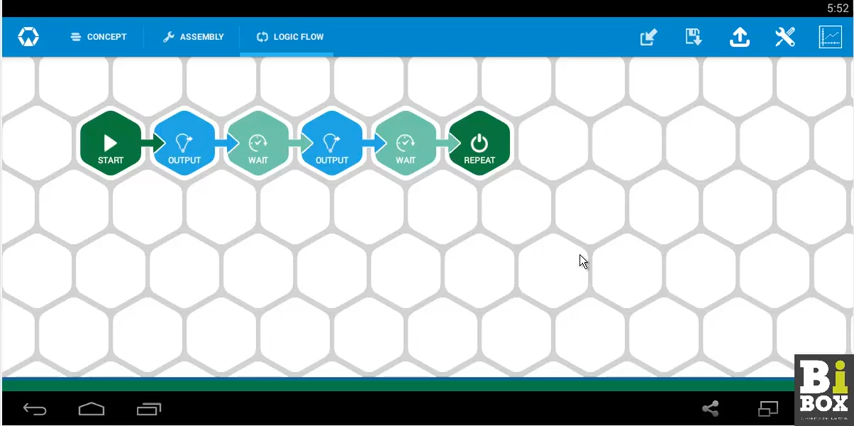 5:52
CONCEPT
ASSEMBLY
LOGIC FLOW
START
OUTPUT
WAIT
OUTPUT
WAIT
REPEAT
Bi
BOX